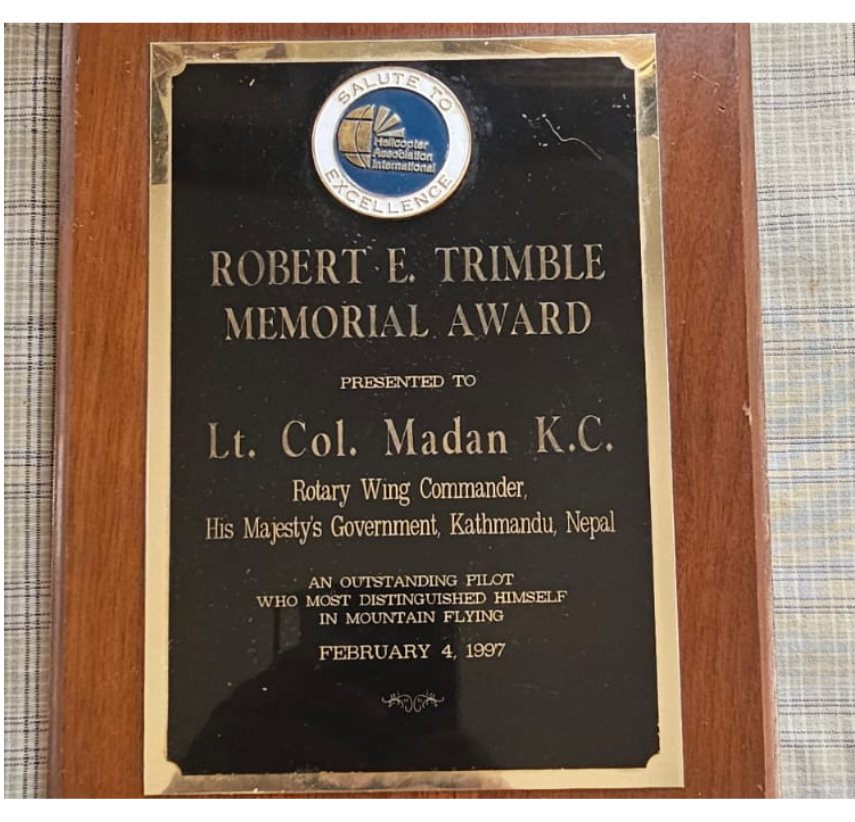 SALUTE TO
Helicopter
Association
International
EXCELLENCE
ROBERT E. TRIMBLE
MEMORIAL AWARD
PRESENTED TO
Lt. Col. Madan K.C.
Rotary Wing Commander,
His Majesty's Government, Kathmandu, Nepal
AN OUTSTANDING PILOT
WHO MOST DISTINGUISHED HIMSELF
IN MOUNTAIN FLYING
FEBRUARY 4, 1997